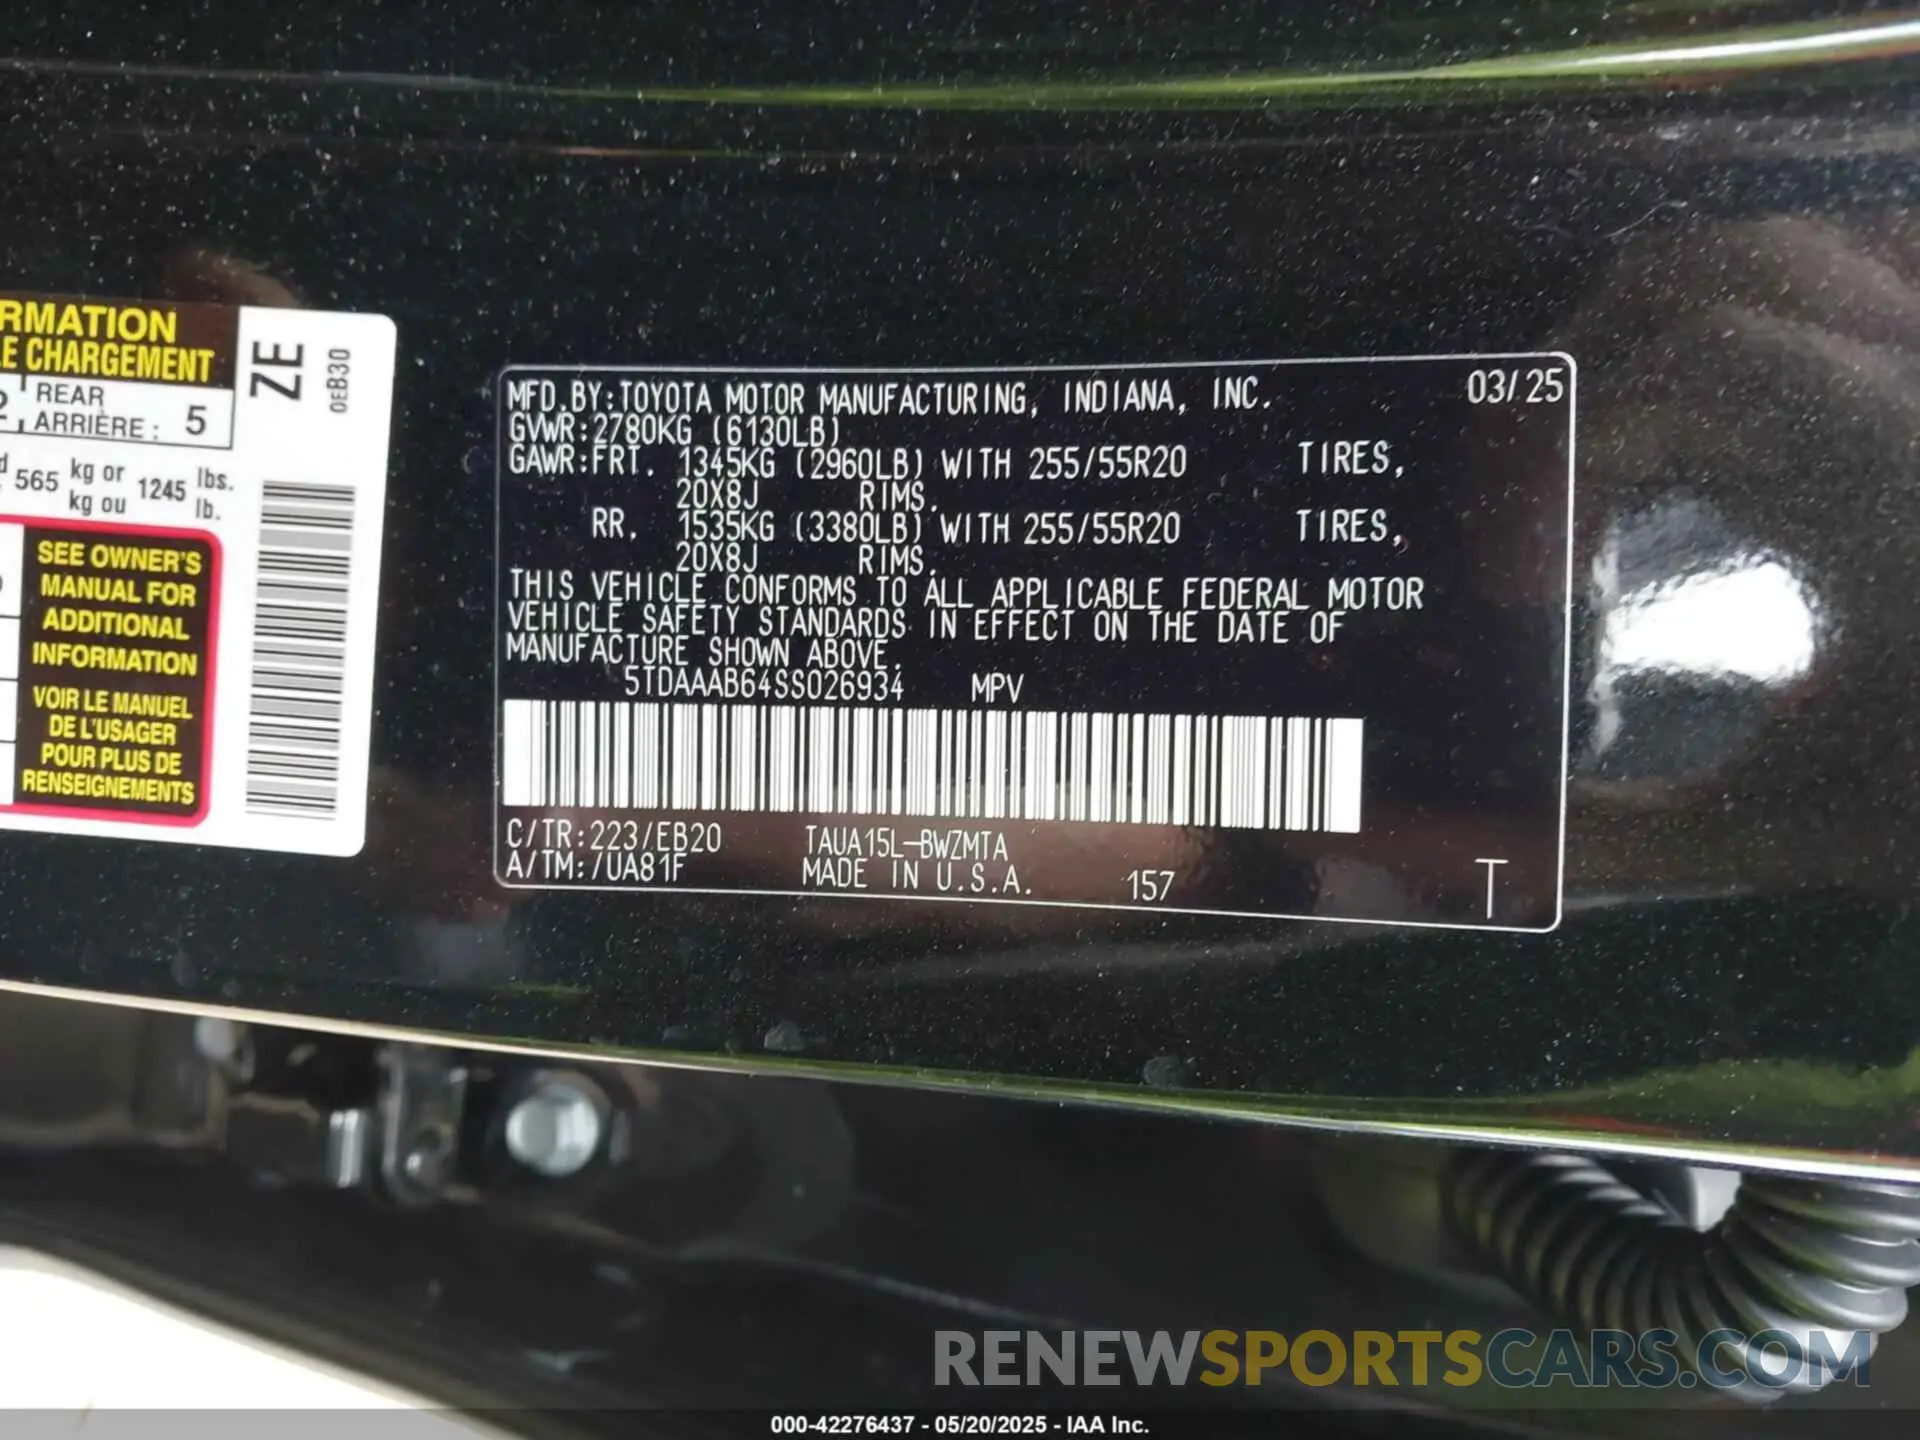 RMATION
LE CHARGEMENT
2 REAR
ARRIÈRE : 5
565 kg or 1245 lbs.
kg ou lb.
SEE OWNER'S
MANUAL FOR
ADDITIONAL
INFORMATION
VOIR LE MANUEL
DE L'USAGER
POUR PLUS DE
RENSEIGNEMENTS
ZE
0EB30
MFD.BY:TOYOTA MOTOR MANUFACTURING, INDIANA, INC. 03/25
GVWR:2780KG (6130LB)
GAWR:FRT. 1345KG (2960LB) WITH 255/55R20 TIRES,
20X8J RIMS.
RR. 1535KG (3380LB) WITH 255/55R20 TIRES,
20X8J RIMS.
THIS VEHICLE CONFORMS TO ALL APPLICABLE FEDERAL MOTOR
VEHICLE SAFETY STANDARDS IN EFFECT ON THE DATE OF
MANUFACTURE SHOWN ABOVE.
5TDAAAB64SS026934 MPV
C/TR:223/EB20 TAUA15L-BWZMTA
A/TM:/UA81F MADE IN U.S.A. 157 T
RENEWSPORTSCARS.COM
000-42276437 - 05/20/2025 - IAA Inc.